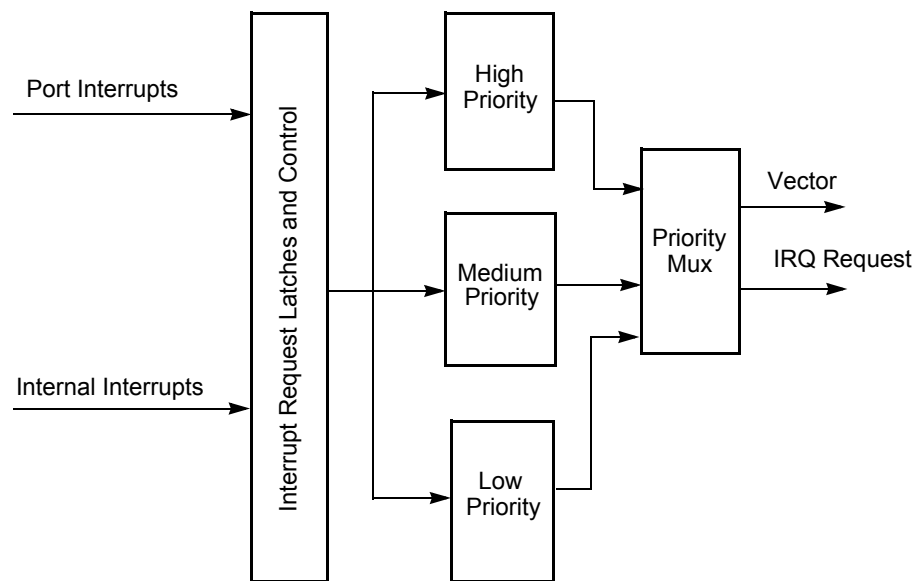 Port Interrupts
Internal Interrupts
Interrupt Request Latches and Control
High
Priority
Medium
Priority
Low
Priority
Priority
Mux
Vector
IRQ Request